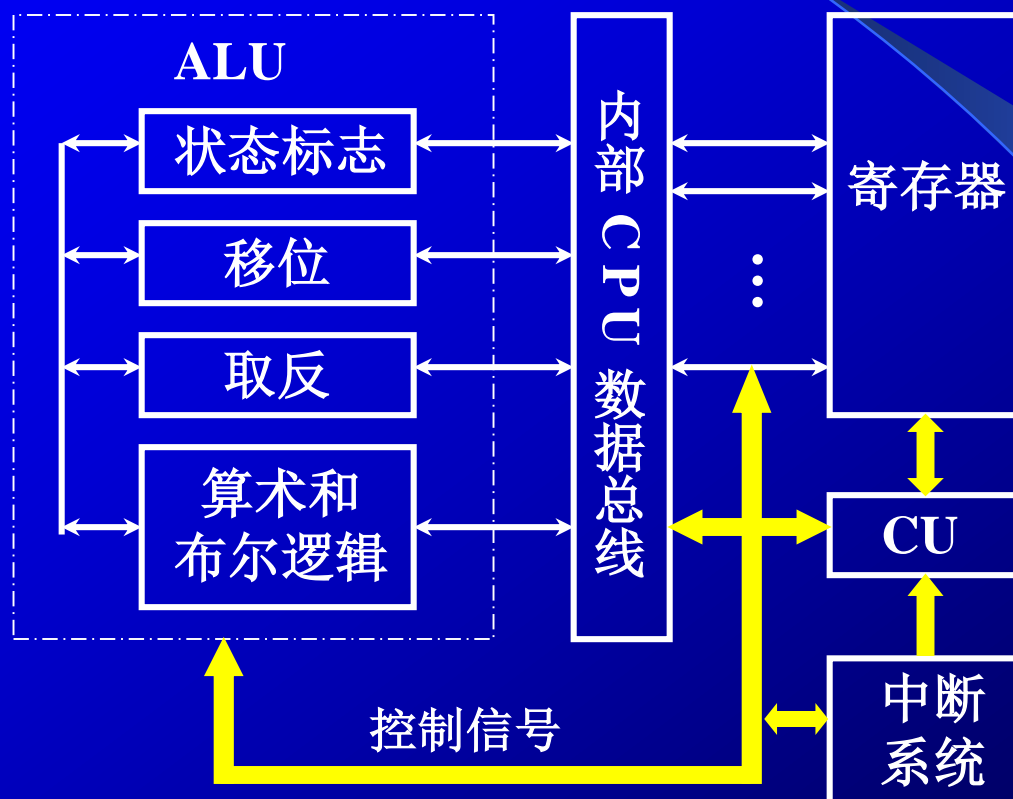 ALU
状态标志
移位
取反
算术和
布尔逻辑
内部CPU数据总线
…
寄存器
CU
中断
系统
控制信号